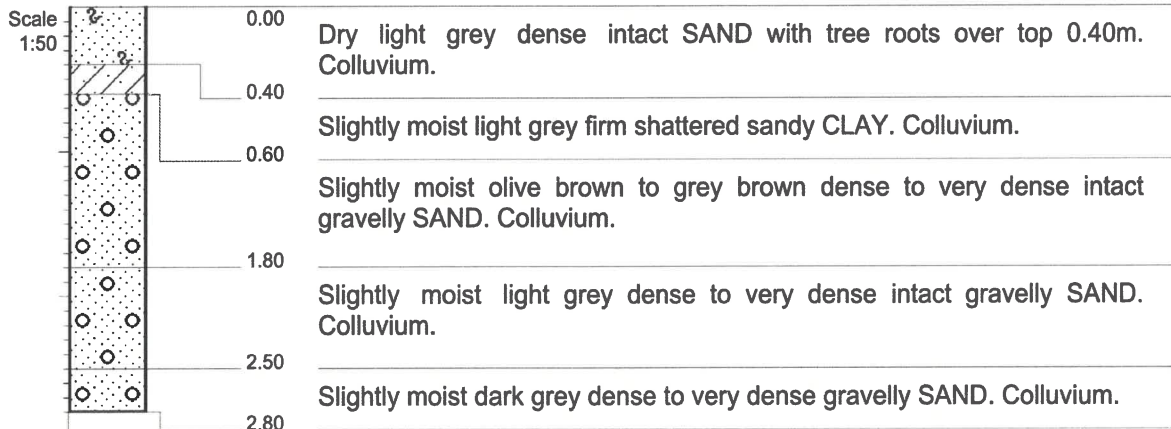 Scale
1:50
0.00
Dry light grey dense intact SAND with tree roots over top 0.40m.
Colluvium.
0.40
Slightly moist light grey firm shattered sandy CLAY. Colluvium.
0.60
Slightly moist olive brown to grey brown dense to very dense intact
gravelly SAND. Colluvium.
1.80
Slightly moist light grey dense to very dense intact gravelly SAND.
Colluvium.
2.50
Slightly moist dark grey dense to very dense gravelly SAND. Colluvium.
2.80